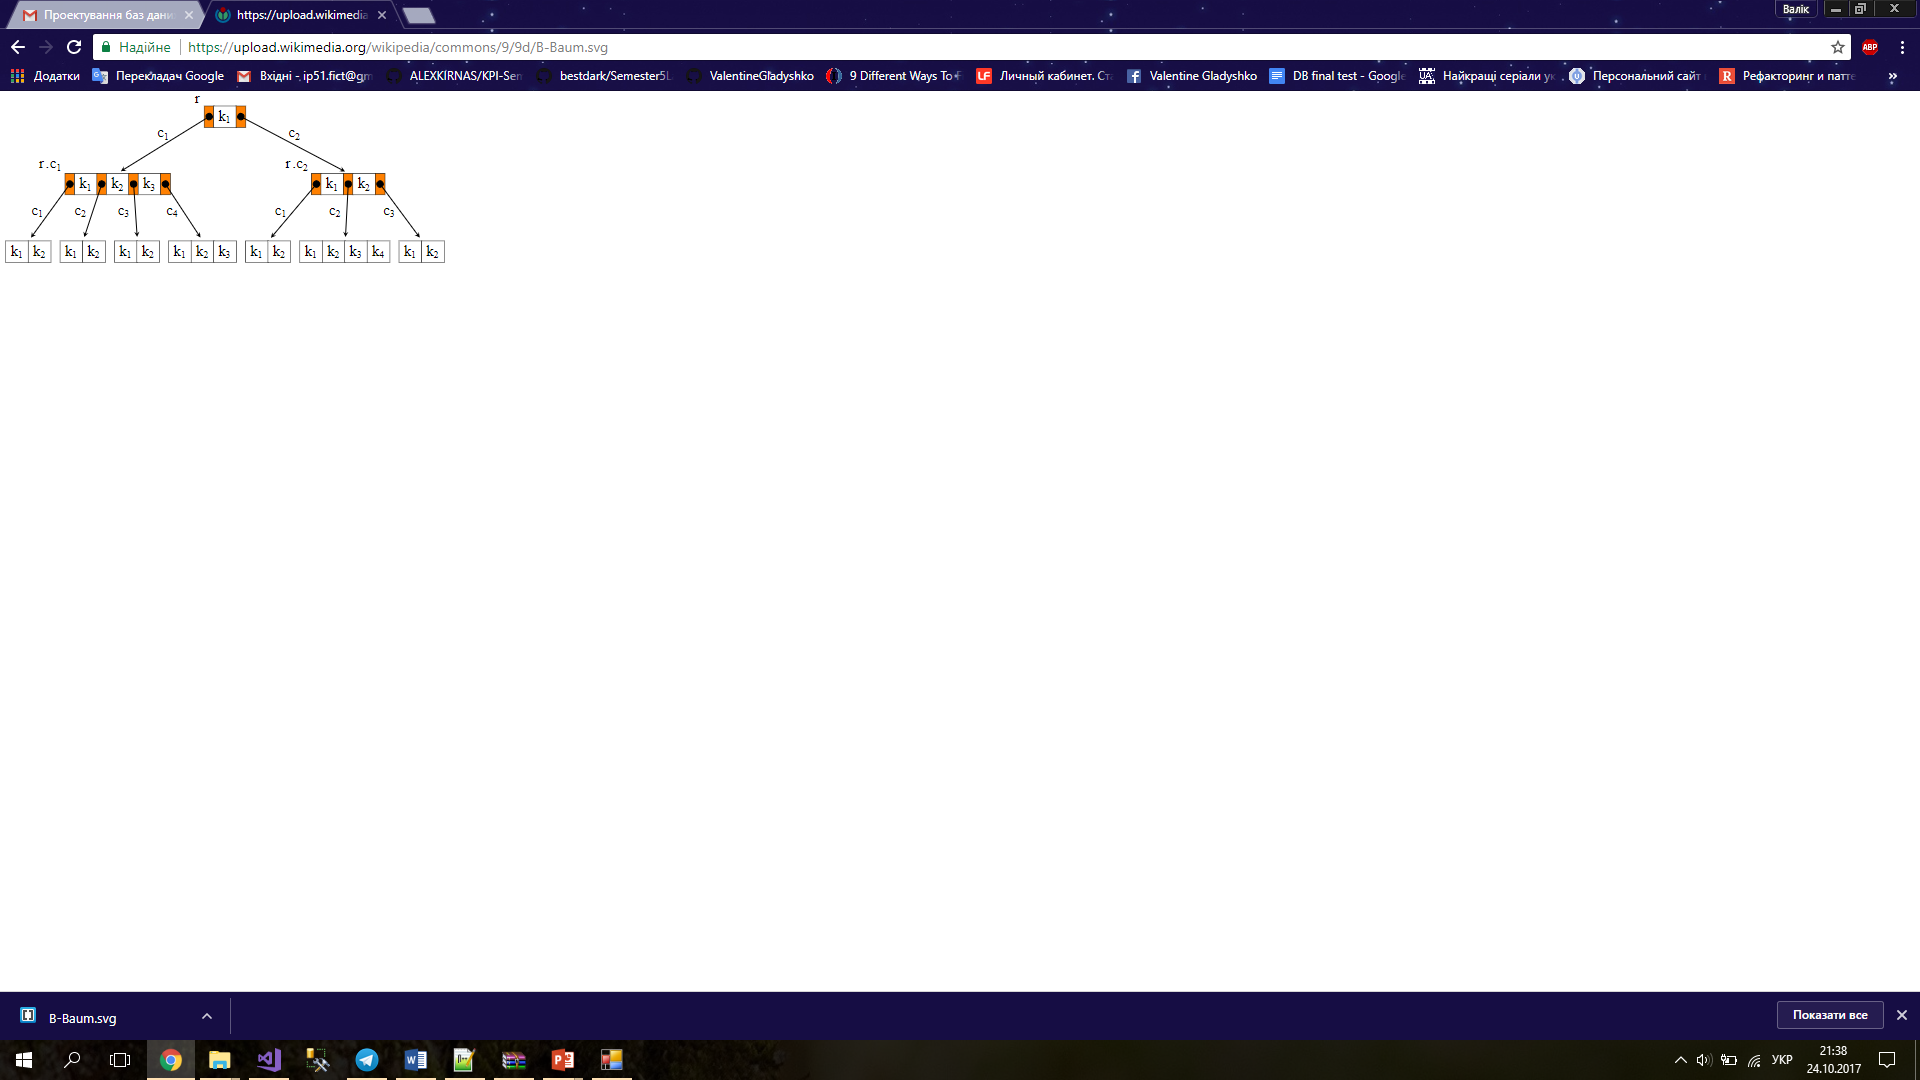 Проектування баз дани
https://upload.wikimedia
Валік
Надійне
https://upload.wikimedia.org/wikipedia/commons/9/9d/B-Baum.svg
ABP
Додатки
Перекладач Google
Вхідні - ip51.fict@gm
ALEXKIRNAS/KPI-Sem
bestdark/Semester5L
ValentineGladyshko
9 Different Ways To
Личный кабинет. Ст
Valentine Gladyshko
DB final test - Google
Найкращі серіали ук
Персональний сайт
Рефакторинг и патте
r
k₁
c₁ c₂
r.c₁ r.c₂
k₁ k₂ k₃ k₁ k₂
c₁ c₂ c₃ c₄ c₁ c₂ c₃
k₁ k₂ k₁ k₂ k₁ k₂ k₁ k₂ k₃ k₁ k₂ k₁ k₂ k₃ k₄ k₁ k₂
B-Baum.svg
Показати все
УКР
21:38
24.10.2017